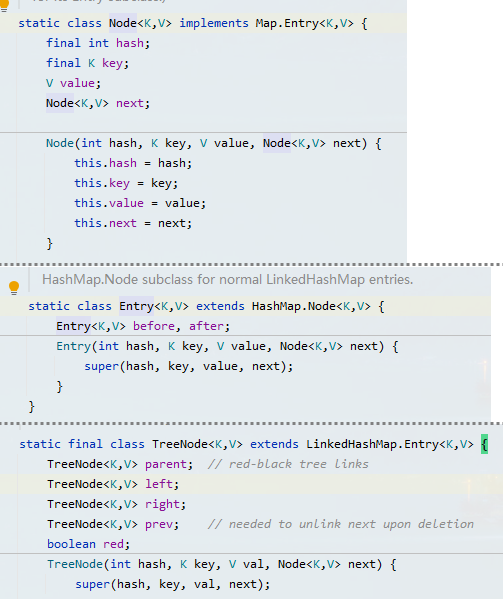 static class Node<K,V> implements Map.Entry<K,V> {
final int hash;
final K key;
V value;
Node<K,V> next;
Node(int hash, K key, V value, Node<K,V> next) {
this.hash = hash;
this.key = key;
this.value = value;
this.next = next;
}
HashMap.Node subclass for normal LinkedHashMap entries.
static class Entry<K,V> extends HashMap.Node<K,V> {
Entry<K,V> before, after;
Entry(int hash, K key, V value, Node<K,V> next) {
super(hash, key, value, next);
}
}
static final class TreeNode<K,V> extends LinkedHashMap.Entry<K,V> {
TreeNode<K,V> parent;  // red-black tree links
TreeNode<K,V> left;
TreeNode<K,V> right;
TreeNode<K,V> prev;    // needed to unlink next upon deletion
boolean red;
TreeNode(int hash, K key, V val, Node<K,V> next) {
super(hash, key, val, next);